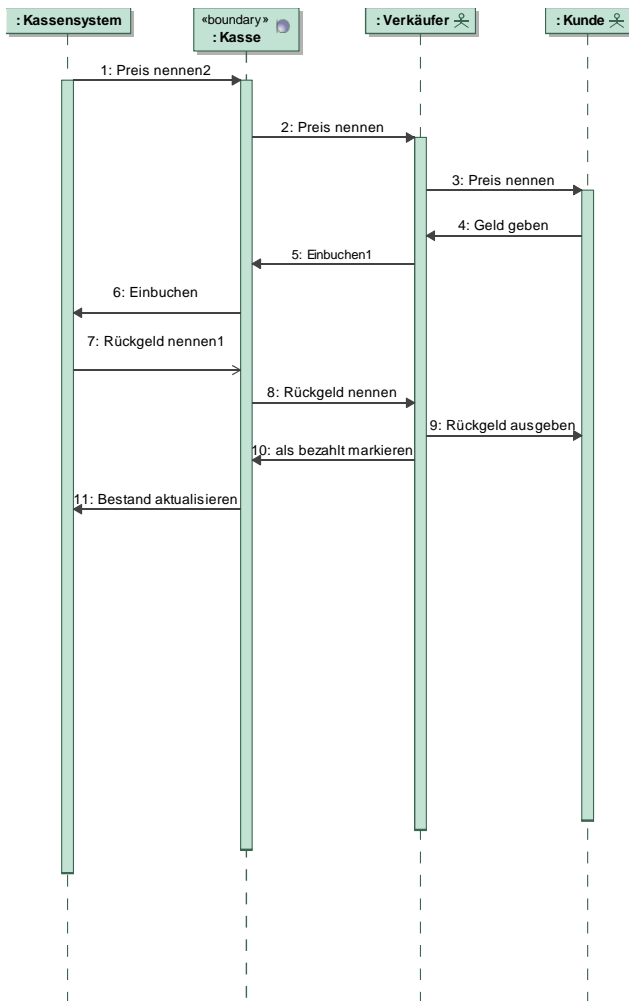 : Kassensystem
«boundary»
: Kasse
: Verkäufer
: Kunde
1: Preis nennen2
2: Preis nennen
3: Preis nennen
4: Geld geben
5: Einbuchen1
6: Einbuchen
7: Rückgeld nennen1
8: Rückgeld nennen
9: Rückgeld ausgeben
10: als bezahlt markieren
11: Bestand aktualisieren